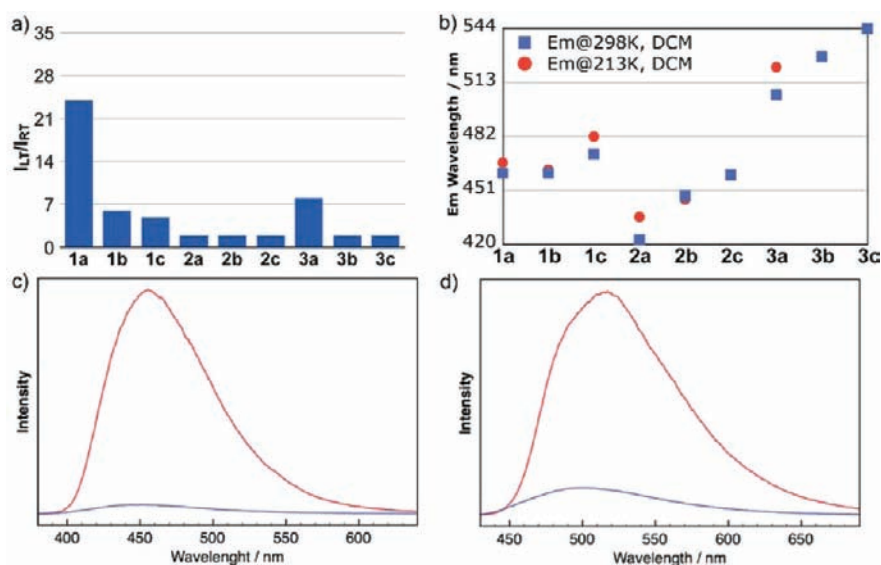 a)
35
28
21
14
7
0
I_LT/I_RT
1a 1b 1c 2a 2b 2c 3a 3b 3c
b)
544
513
482
451
420
Em Wavelength / nm
Em@298K, DCM
Em@213K, DCM
1a 1b 1c 2a 2b 2c 3a 3b 3c
c)
Intensity
400 450 500 550 600
Wavelenght / nm
d)
Intensity
450 500 550 600 650
Wavelength / nm